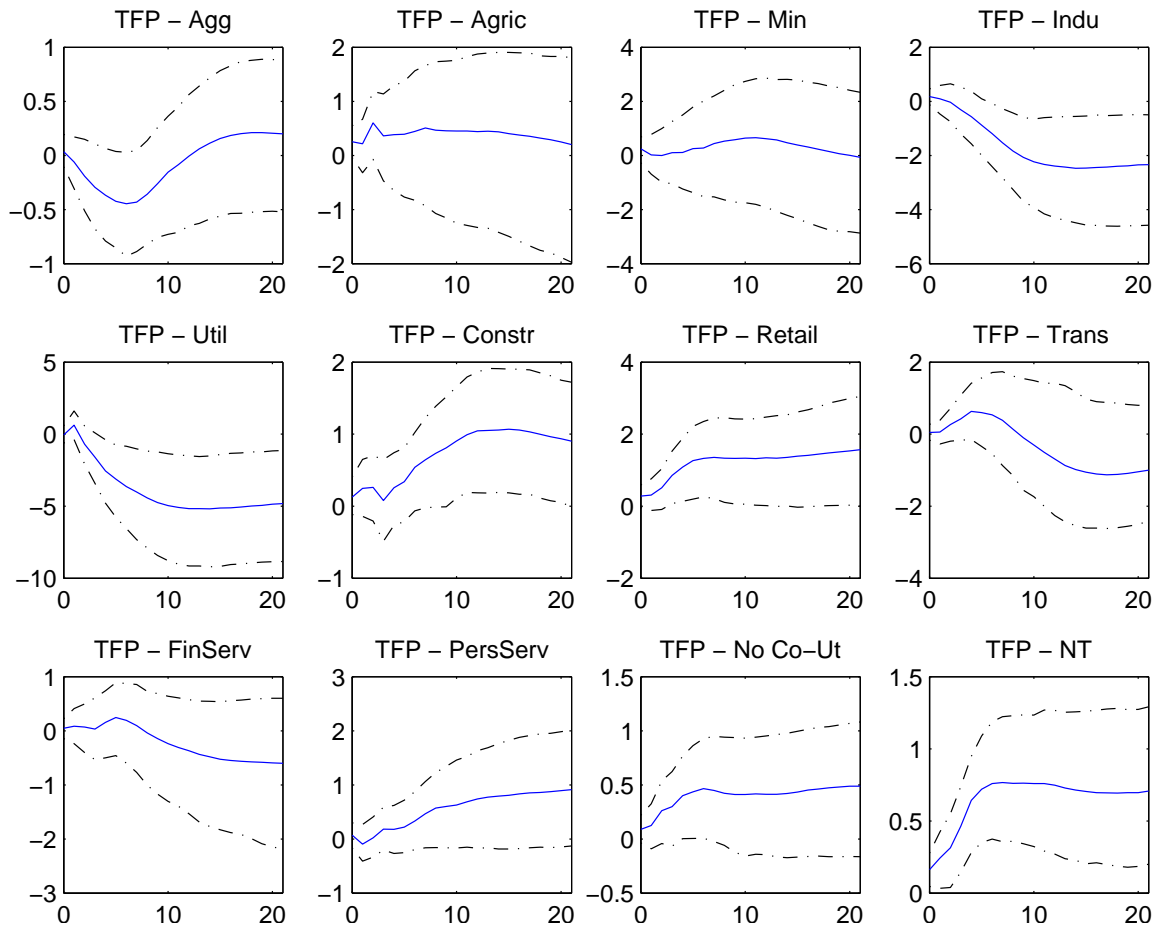 TFP – Agg
TFP – Agric
TFP – Min
TFP – Indu
1
0.5
0
−0.5
−1
0 10 20
2
1
0
−1
−2
0 10 20
4
2
0
−2
−4
0 10 20
2
0
−2
−4
−6
0 10 20
TFP – Util
TFP – Constr
TFP – Retail
TFP – Trans
5
0
−5
−10
0 10 20
2
1
0
−1
0 10 20
4
2
0
−2
0 10 20
2
0
−2
−4
0 10 20
TFP – FinServ
TFP – PersServ
TFP – No Co–Ut
TFP – NT
1
0
−1
−2
−3
0 10 20
3
2
1
0
−1
0 10 20
1.5
1
0.5
0
−0.5
0 10 20
1.5
1
0.5
0
0 10 20